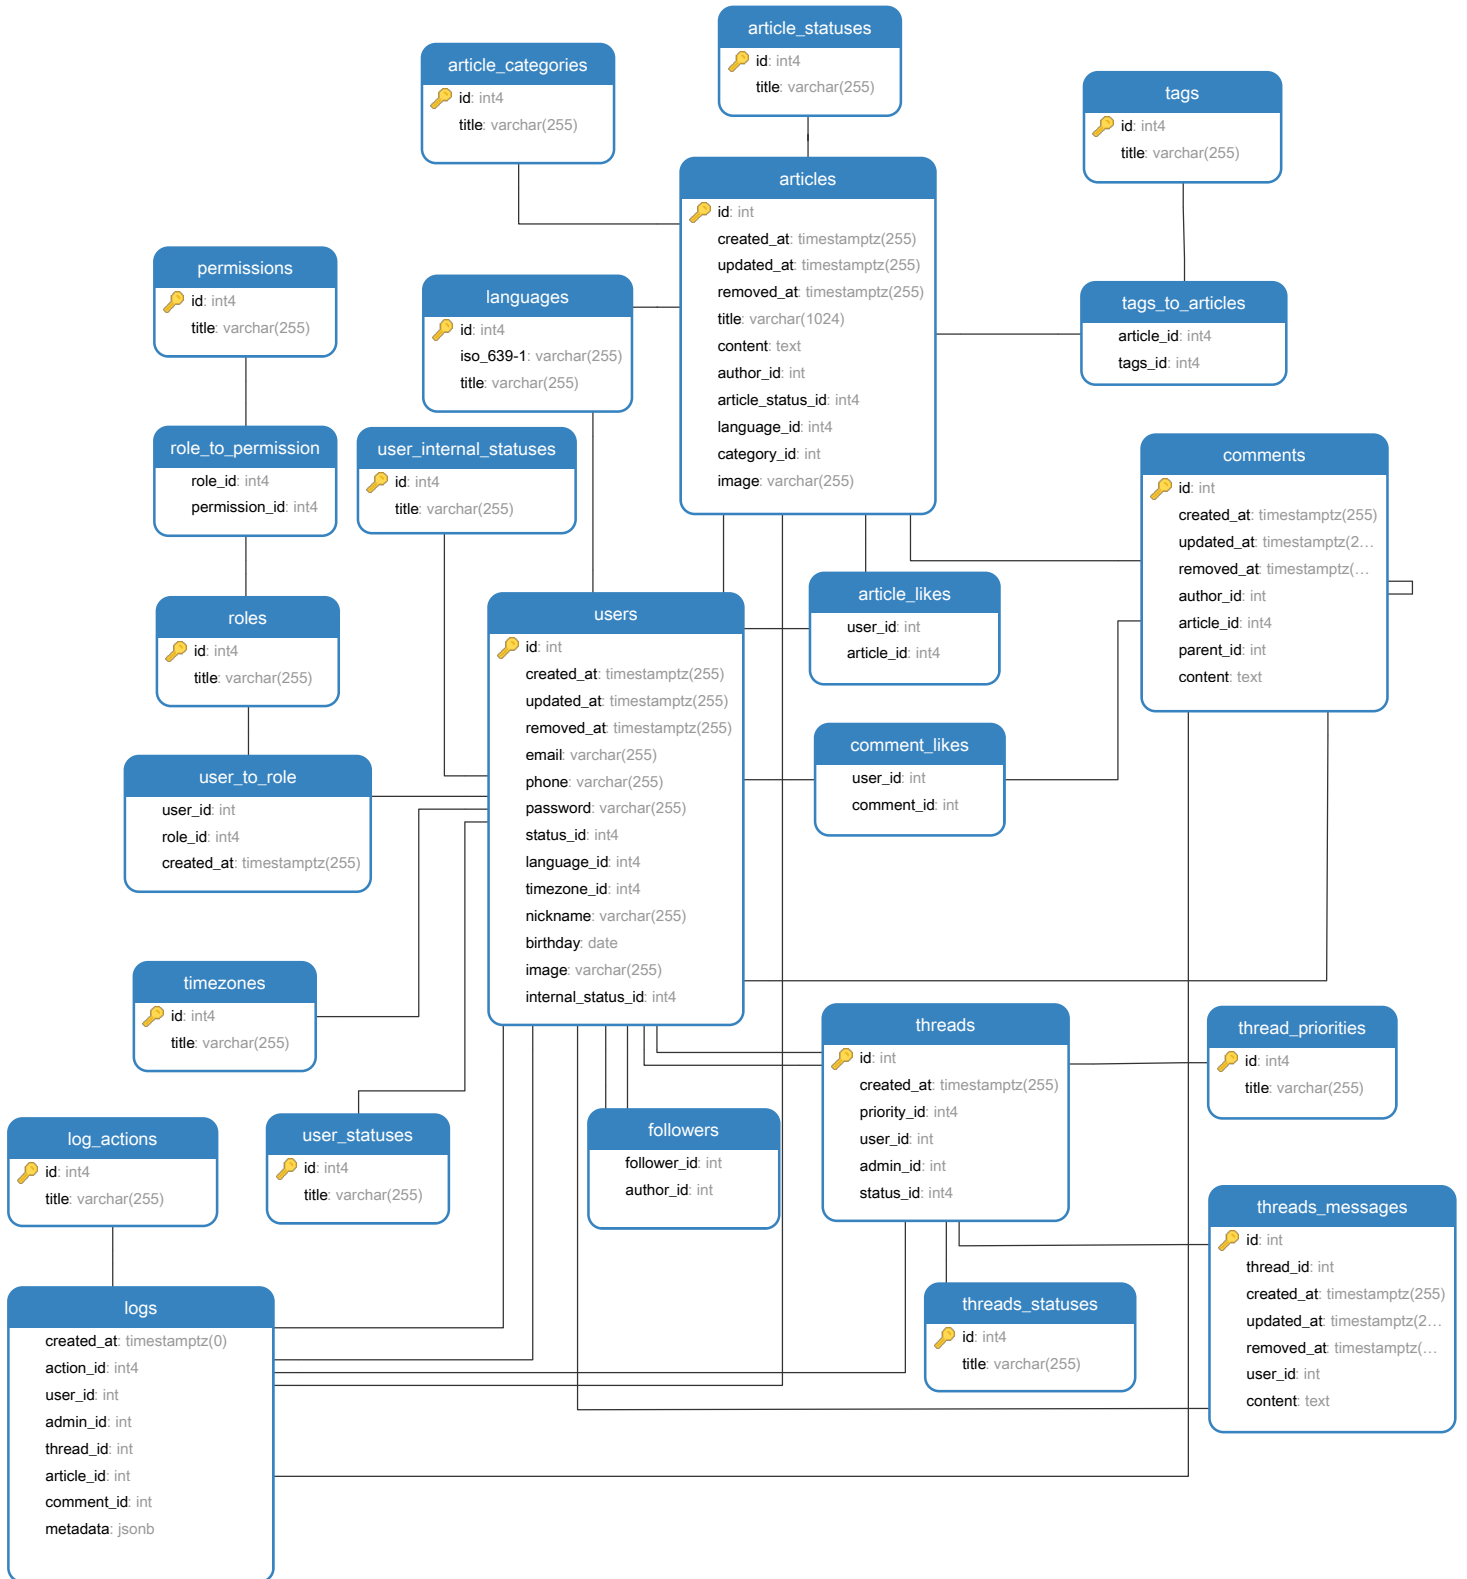 article_statuses
id: int4
title: varchar(255)
article_categories
id: int4
title: varchar(255)
tags
id: int4
title: varchar(255)
articles
id: int
created_at: timestamptz(255)
updated_at: timestamptz(255)
removed_at: timestamptz(255)
title: varchar(1024)
content: text
author_id: int
article_status_id: int4
language_id: int4
category_id: int
image: varchar(255)
permissions
id: int4
title: varchar(255)
languages
id: int4
iso_639-1: varchar(255)
title: varchar(255)
tags_to_articles
article_id: int4
tags_id: int4
role_to_permission
role_id: int4
permission_id: int4
user_internal_statuses
id: int4
title: varchar(255)
comments
id: int
created_at: timestamptz(255)
updated_at: timestamptz(2...
removed_at: timestamptz(...
author_id: int
article_id: int4
parent_id: int
content: text
roles
id: int4
title: varchar(255)
users
id: int
created_at: timestamptz(255)
updated_at: timestamptz(255)
removed_at: timestamptz(255)
email: varchar(255)
phone: varchar(255)
password: varchar(255)
status_id: int4
language_id: int4
timezone_id: int4
nickname: varchar(255)
birthday: date
image: varchar(255)
internal_status_id: int4
article_likes
user_id: int
article_id: int4
comment_likes
user_id: int
comment_id: int
user_to_role
user_id: int
role_id: int4
created_at: timestamptz(255)
timezones
id: int4
title: varchar(255)
threads
id: int
created_at: timestamptz(255)
priority_id: int4
user_id: int
admin_id: int
status_id: int4
thread_priorities
id: int4
title: varchar(255)
log_actions
id: int4
title: varchar(255)
user_statuses
id: int4
title: varchar(255)
followers
follower_id: int
author_id: int
threads_messages
id: int
thread_id: int
created_at: timestamptz(255)
updated_at: timestamptz(2...
removed_at: timestamptz(...
user_id: int
content: text
logs
created_at: timestamptz(0)
action_id: int4
user_id: int
admin_id: int
thread_id: int
article_id: int
comment_id: int
metadata: jsonb
threads_statuses
id: int4
title: varchar(255)